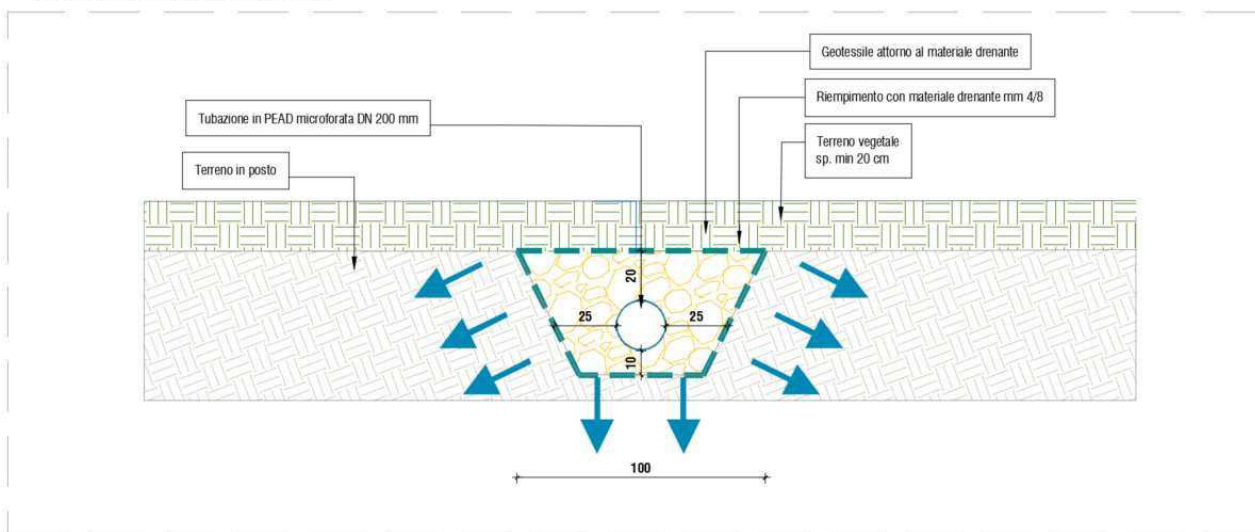 Geotessile attorno al materiale drenante
Riempimento con materiale drenante mm 4/8
Tubazione in PEAD microforata DN 200 mm
Terreno vegetale
sp. min 20 cm
Terreno in posto
20
25
25
10
100